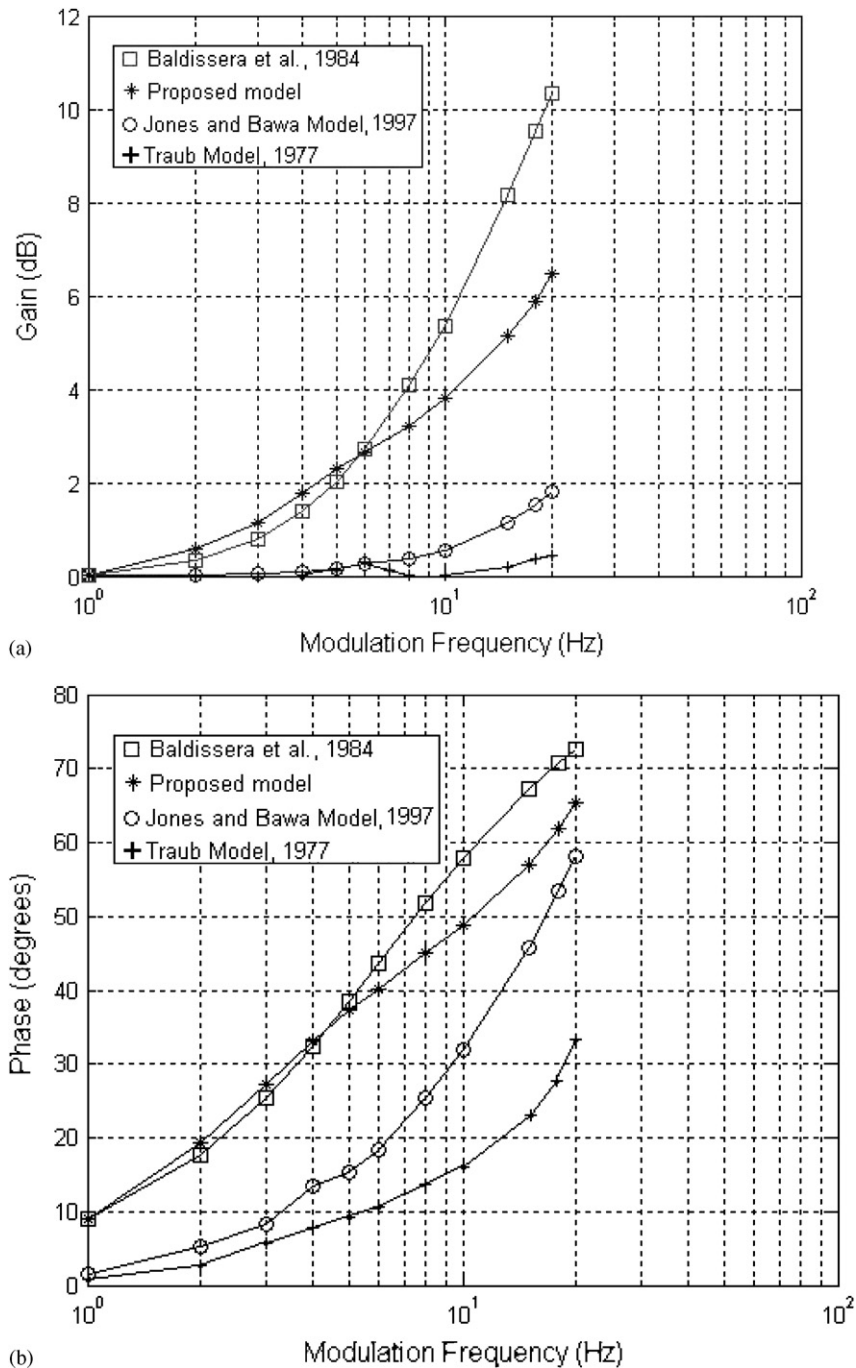 12
10
8
6
4
2
0
Gain (dB)
Baldissera et al., 1984
Proposed model
Jones and Bawa Model, 1997
Traub Model, 1977
10^0
10^1
10^2
Modulation Frequency (Hz)
(a)
80
70
60
50
40
30
20
10
0
Phase (degrees)
Baldissera et al., 1984
Proposed model
Jones and Bawa Model, 1997
Traub Model, 1977
10^0
10^1
10^2
Modulation Frequency (Hz)
(b)